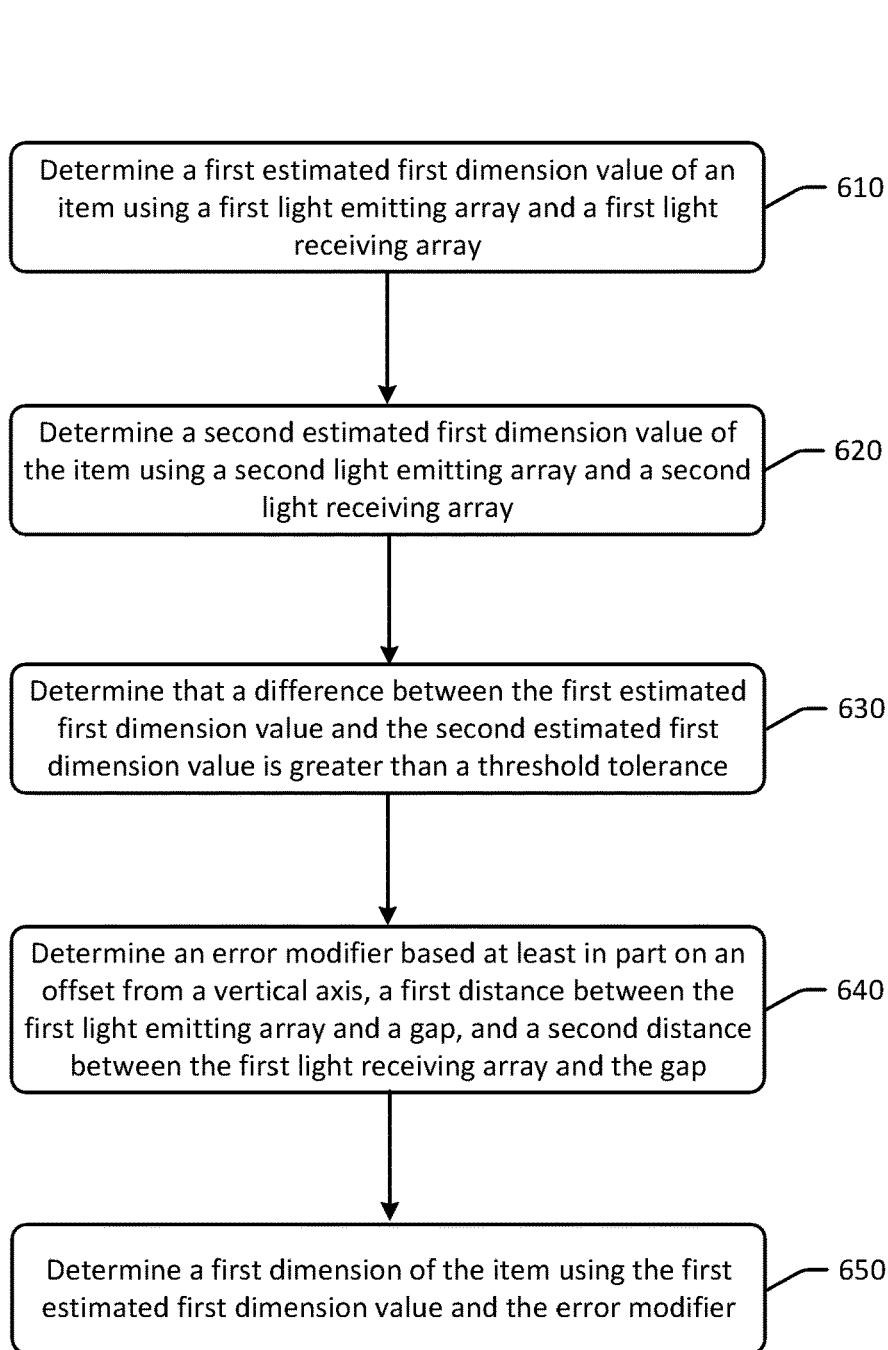 Determine a first estimated first dimension value of an
item using a first light emitting array and a first light
receiving array
610
Determine a second estimated first dimension value of
the item using a second light emitting array and a second
light receiving array
620
Determine that a difference between the first estimated
first dimension value and the second estimated first
dimension value is greater than a threshold tolerance
630
Determine an error modifier based at least in part on an
offset from a vertical axis, a first distance between the
first light emitting array and a gap, and a second distance
between the first light receiving array and the gap
640
Determine a first dimension of the item using the first
estimated first dimension value and the error modifier
650